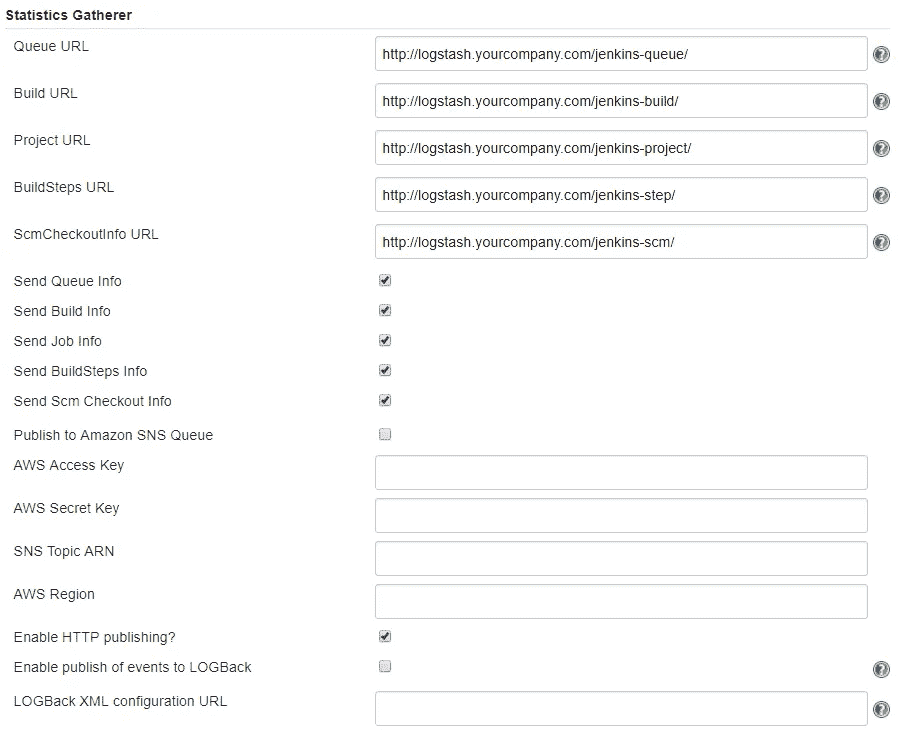 Statistics Gatherer
Queue URL http://logstash.yourcompany.com/jenkins-queue/
Build URL http://logstash.yourcompany.com/jenkins-build/
Project URL http://logstash.yourcompany.com/jenkins-project/
BuildSteps URL http://logstash.yourcompany.com/jenkins-step/
ScmCheckoutInfo URL http://logstash.yourcompany.com/jenkins-scm/
Send Queue Info
Send Build Info
Send Job Info
Send BuildSteps Info
Send Scm Checkout Info
Publish to Amazon SNS Queue
AWS Access Key
AWS Secret Key
SNS Topic ARN
AWS Region
Enable HTTP publishing?
Enable publish of events to LOGBack
LOGBack XML configuration URL